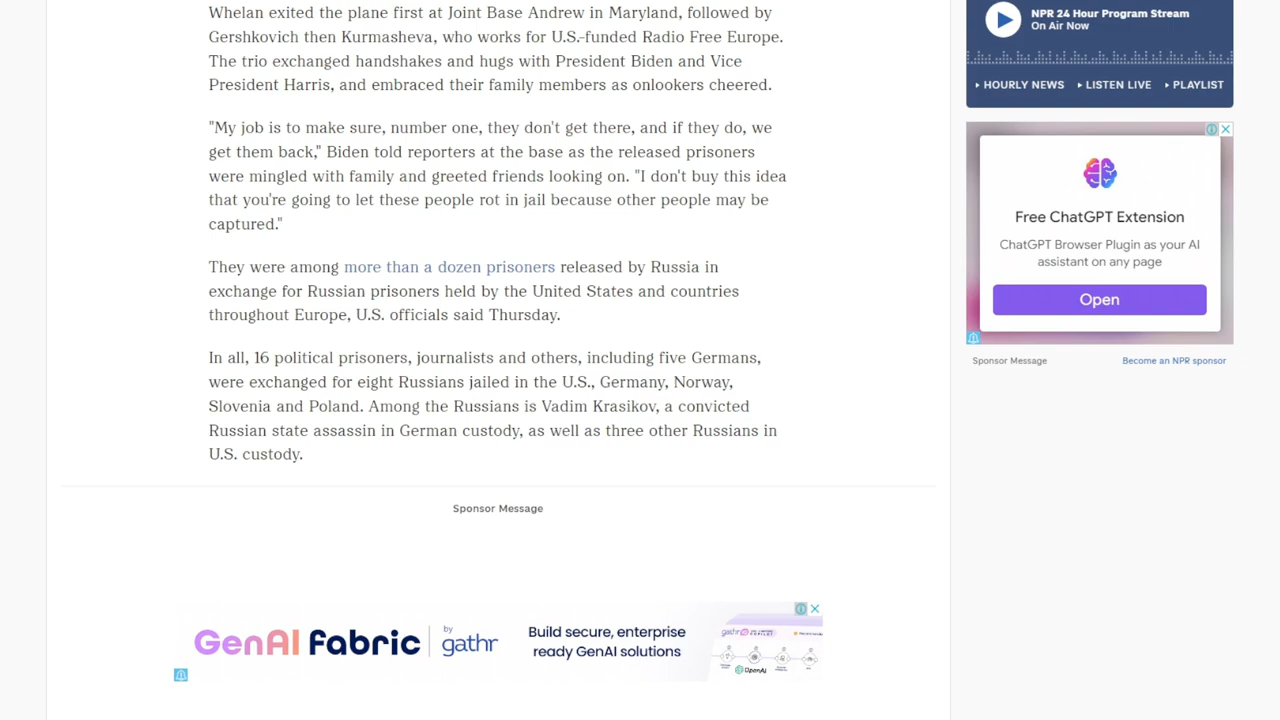 Whelan exited the plane first at Joint Base Andrew in Maryland, followed by
Gershkovich then Kurmasheva, who works for U.S.-funded Radio Free Europe.
The trio exchanged handshakes and hugs with President Biden and Vice
President Harris, and embraced their family members as onlookers cheered.
"My job is to make sure, number one, they don't get there, and if they do, we
get them back," Biden told reporters at the base as the released prisoners
were mingled with family and greeted friends looking on. "I don't buy this idea
that you're going to let these people rot in jail because other people may be
captured."
They were among more than a dozen prisoners released by Russia in
exchange for Russian prisoners held by the United States and countries
throughout Europe, U.S. officials said Thursday.
In all, 16 political prisoners, journalists and others, including five Germans,
were exchanged for eight Russians jailed in the U.S., Germany, Norway,
Slovenia and Poland. Among the Russians is Vadim Krasikov, a convicted
Russian state assassin in German custody, as well as three other Russians in
U.S. custody.
Sponsor Message
GenAI fabric by gathr
Build secure, enterprise
ready GenAI solutions
OpenAI
NPR 24 Hour Program Stream
On Air Now
HOURLY NEWS LISTEN LIVE PLAYLIST
Free ChatGPT Extension
ChatGPT Browser Plugin as your AI
assistant on any page
Open
Sponsor Message Become an NPR sponsor